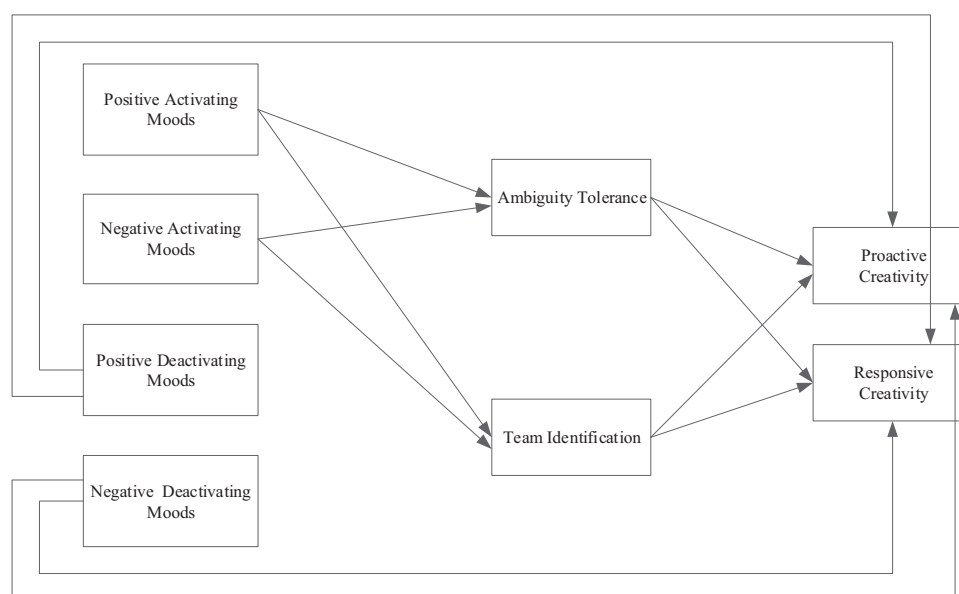 Positive Activating
Moods
Negative Activating
Moods
Positive Deactivating
Moods
Negative Deactivating
Moods
Ambiguity Tolerance
Team Identification
Proactive
Creativity
Responsive
Creativity